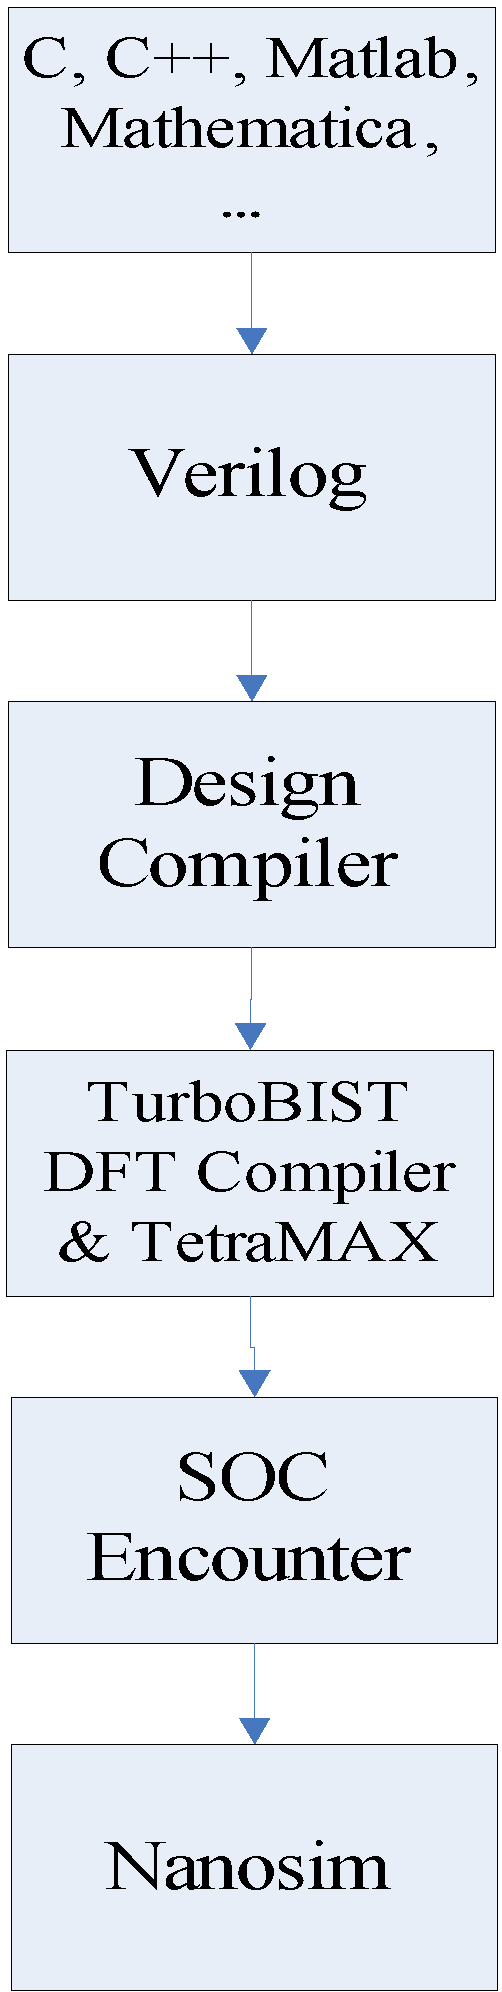 C, C++, Matlab,
Mathematica,
...
Verilog
Design
Compiler
TurboBIST
DFT Compiler
& TetraMAX
SOC
Encounter
Nanosim